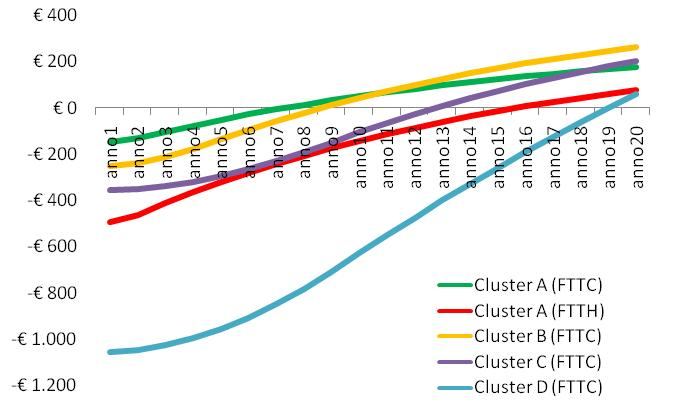 € 400
€ 200
€ 0
-€ 200
-€ 400
-€ 600
-€ 800
-€ 1.000
-€ 1.200
anno1
anno2
anno3
anno4
anno5
anno6
anno7
anno8
anno9
anno10
anno11
anno12
anno13
anno14
anno15
anno16
anno17
anno18
anno19
anno20
Cluster A (FTTC)
Cluster A (FTTH)
Cluster B (FTTC)
Cluster C (FTTC)
Cluster D (FTTC)